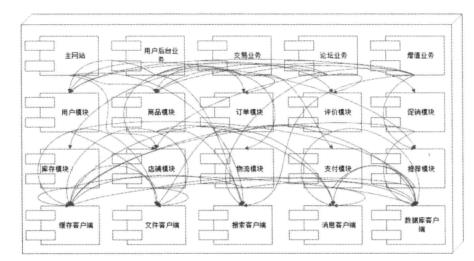 主网站
用户后台业
务
交易业务
论坛业务
增值业务
用户模块
商品模块
订单模块
评价模块
促销模块
库存模块
店铺模块
物流模块
支付模块
推荐模块
缓存客户端
文件客户端
搜索客户端
消息客户端
数据库客户
端